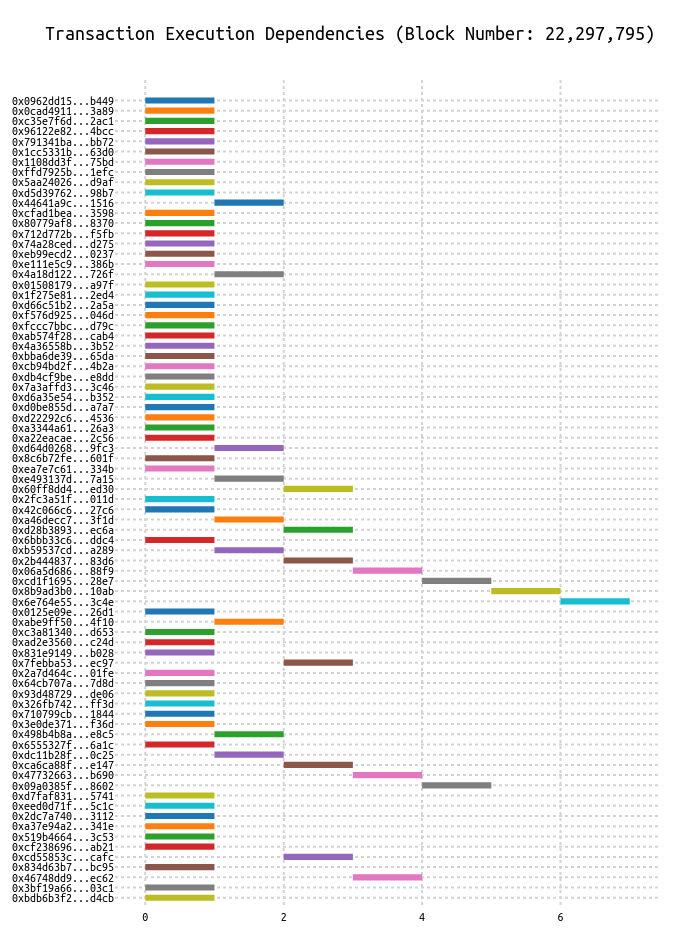 Transaction Execution Dependencies (Block Number: 22,297,795)
0x0962dd15...b449
0x0cad4911...3a89
0xc35e7f6d...2ac1
0x96122e82...4bcc
0x791341ba...bb72
0x1cc5331b...63d0
0x1108dd3f...75bd
0xffd7925b...1efc
0x5aa24026...d9af
0xd5d39762...98b7
0x44641a9c...1516
0xcfad1bea...3598
0x80779af8...8370
0x712d772b...f5fb
0x74a28ced...d275
0xeb99ecd2...0237
0xe111e5c9...386b
0x4a18d122...726f
0x01508179...a97f
0x1f275e81...2ed4
0xd66c51b2...2a5a
0xf576d925...046d
0xfccc7bbc...d79c
0xab574f28...cab4
0x4a36558b...3b52
0xbba6de39...65da
0xcb94bd2f...4b2a
0xdb4cf9be...e8dd
0x7a3affd3...3c46
0xd6a35e54...b352
0xd0be855d...a7a7
0xd22292c6...4536
0xa3344a61...26a3
0xa22eacae...2c56
0xd64d0268...9fc3
0x8c6b72fe...601f
0xea7e7c61...334b
0xe493137d...7a15
0x60ff8dd4...ed30
0x2fc3a51f...011d
0x42c066c6...27c6
0xa46decc7...3f1d
0xd28b3893...ec6a
0x6bbb33c6...ddc4
0xb59537cd...a289
0x2b444837...83d6
0x06a5d686...88f9
0xcd1f1695...28e7
0x8b9ad3b0...10ab
0x6e764e55...3c4e
0x0125e09e...26d1
0xabe9ff50...4f10
0xc3a81340...d653
0xad2e3560...c24d
0x831e9149...b028
0x7febba53...ec97
0x2a7d464c...01fe
0x64cb707a...7d8d
0x93d48729...de06
0x326fb742...ff3d
0x710799cb...1844
0x3e0de371...f36d
0x498b4b8a...e8c5
0x6555327f...6a1c
0xdc11b28f...0c25
0xca6ca88f...e147
0x47732663...b690
0x09a0385f...8602
0xd7faf831...5741
0xeed0d71f...5c1c
0x2dc7a740...3112
0xa37e94a2...341e
0x519b4664...3c53
0xcf238696...ab21
0xcd55853c...cafc
0x834d63b7...bc95
0x46748dd9...ec62
0x3bf19a66...03c1
0xbdb6b3f2...d4cb
0 2 4 6